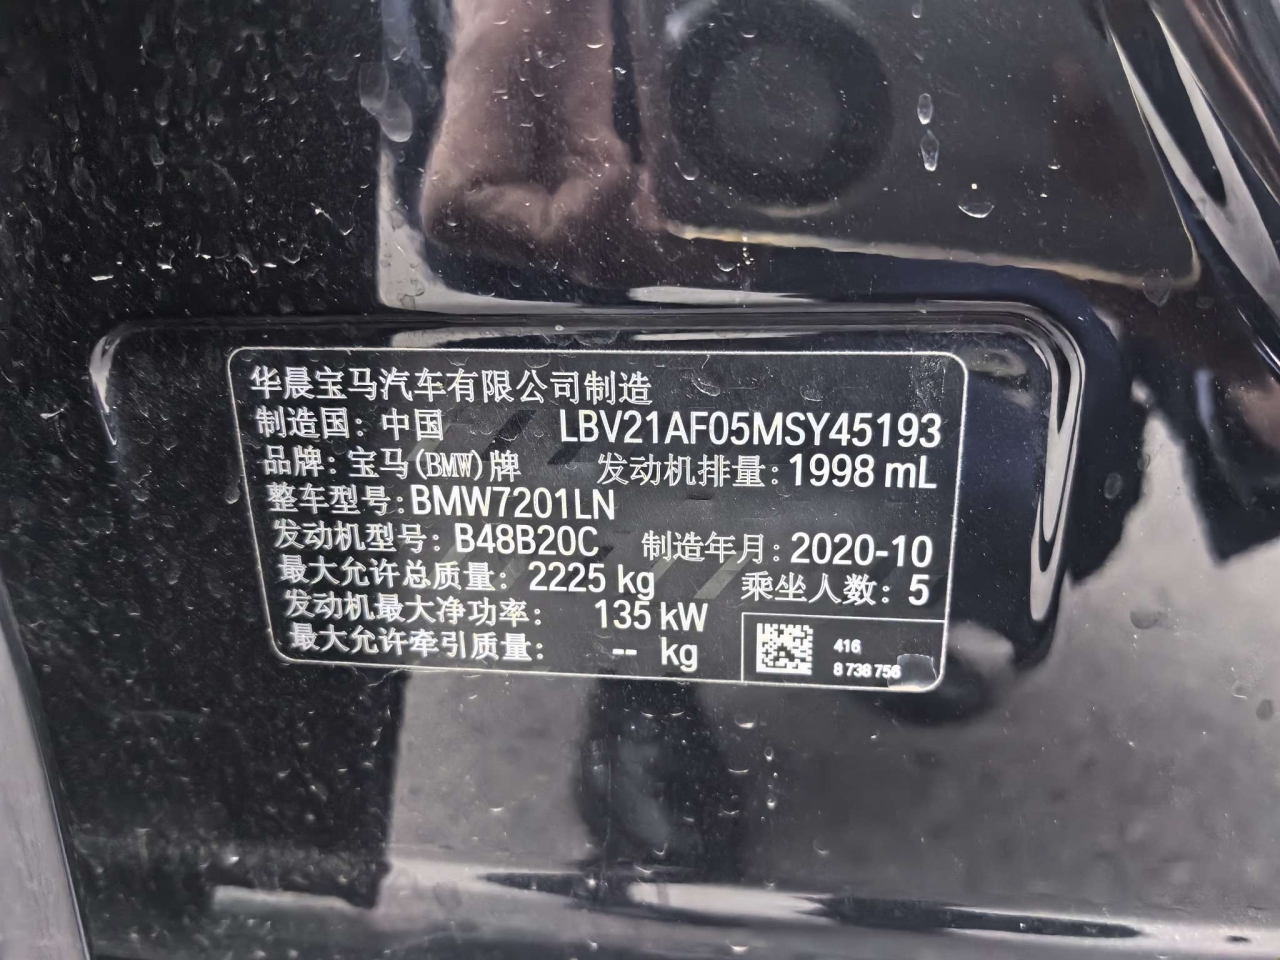 华晨宝马汽车有限公司制造
制造国：中国 LBV21AF05MSY45193
品牌：宝马(BMW)牌 发动机排量：1998 mL
整车型号：BMW7201LN
发动机型号：B48B20C 制造年月：2020-10
最大允许总质量：2225 kg 乘坐人数：5
发动机最大净功率：135 kW
最大允许牵引质量：-- kg
416
8 738 756